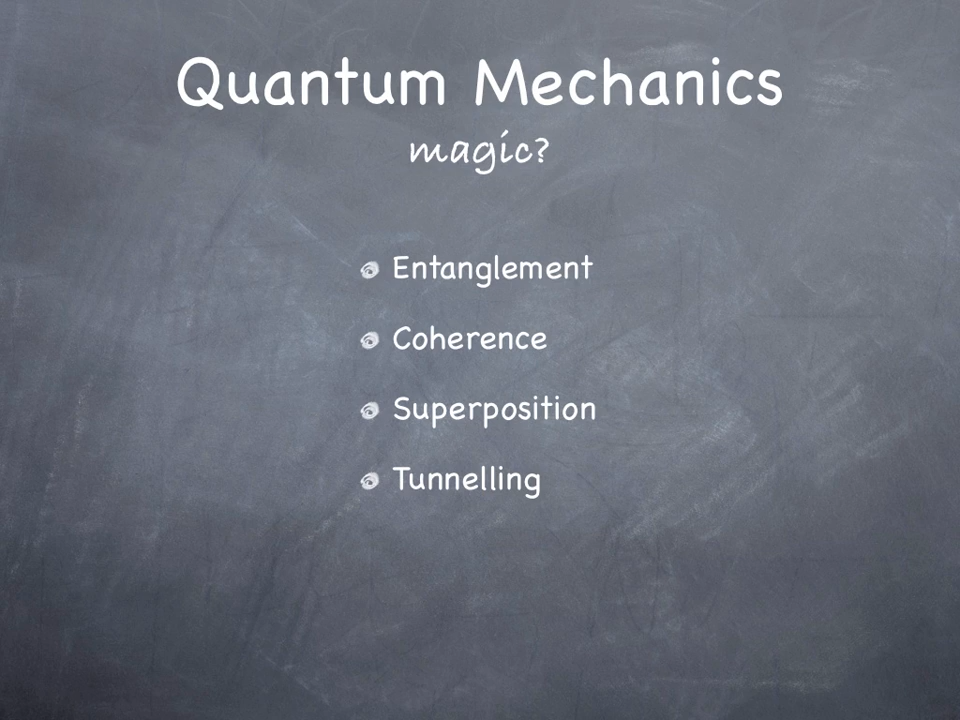 Quantum Mechanics
magic?
Entanglement
Coherence
Superposition
Tunnelling